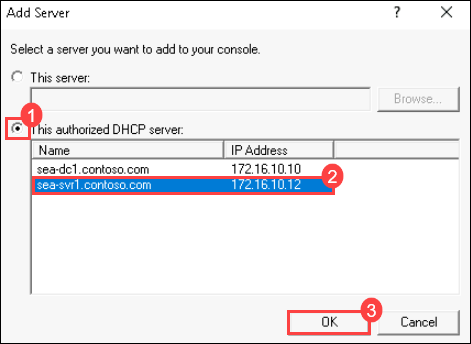 Add Server
?
Select a server you want to add to your console.
This server:
Browse...
1
This authorized DHCP server:
Name IP Address
sea-dc1.contoso.com 172.16.10.10
sea-svr1.contoso.com 172.16.10.12
2
3
OK Cancel